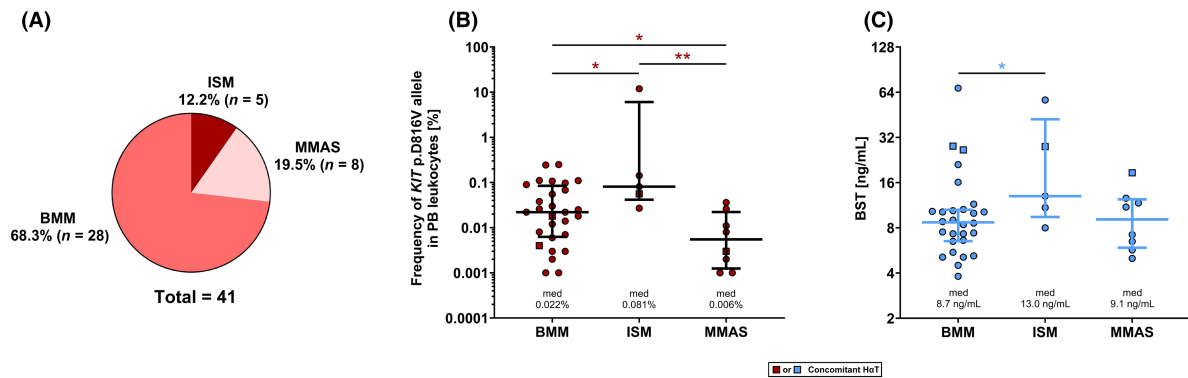 (A)
ISM
12.2% (n = 5)
MMAS
19.5% (n = 8)
BMM
68.3% (n = 28)
Total = 41
(B)
Frequency of KIT p.D816V allele
in PB leukocytes [%]
100
10
1
0.1
0.01
0.001
0.0001
*
*
**
med
0.022%
med
0.081%
med
0.006%
BMM
ISM
MMAS
(C)
BST [ng/mL]
128
64
32
16
8
4
2
*
med
8.7 ng/mL
med
13.0 ng/mL
med
9.1 ng/mL
BMM
ISM
MMAS
or Concomitant HαT